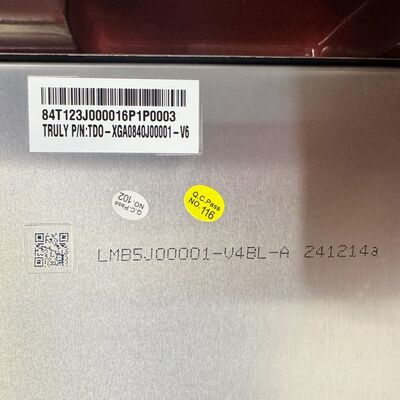 84T123J000016P1P0003
TRULY P/N:TDO-XGA0840J00001-V6
Q.C.Pass
NO.102
Q.C.Pass
NO.116
LMB5J00001-V4BL-A 241214a